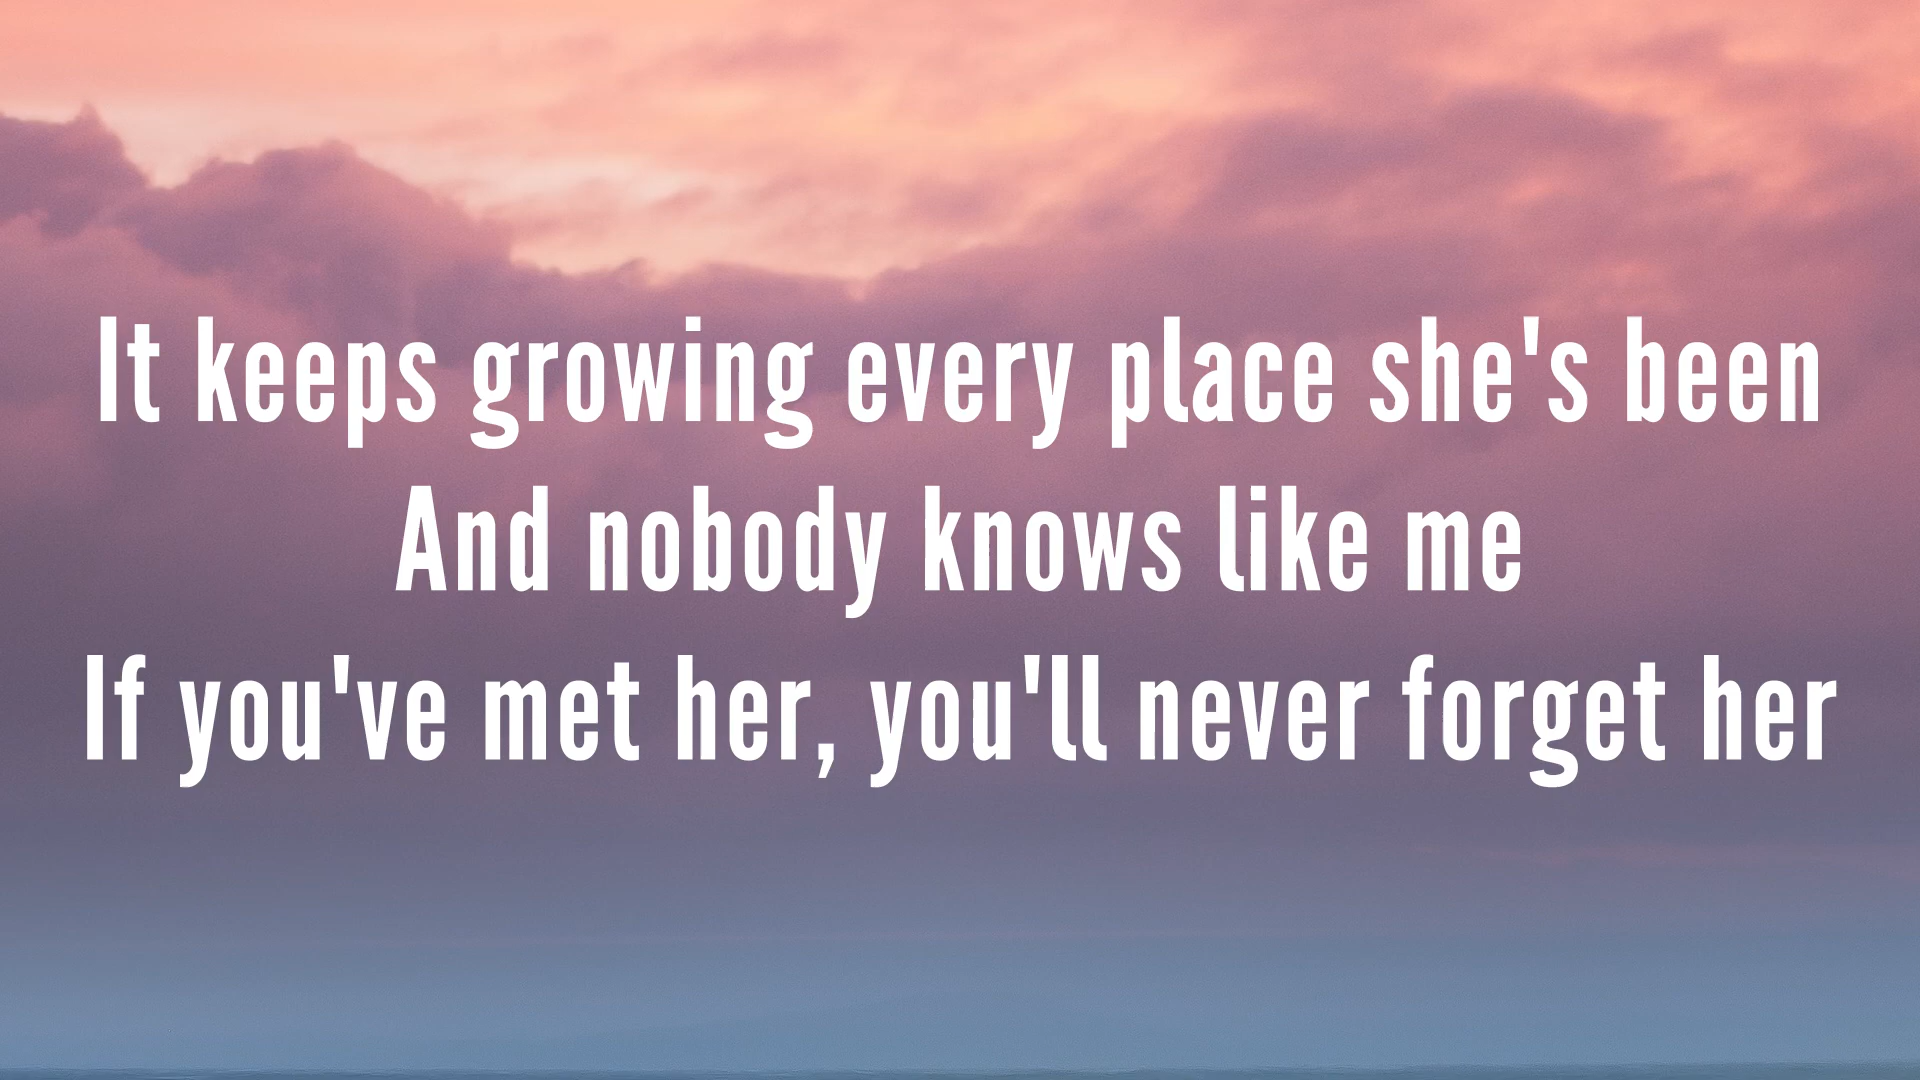 It keeps growing every place she's been
And nobody knows like me
If you've met her, you'll never forget her